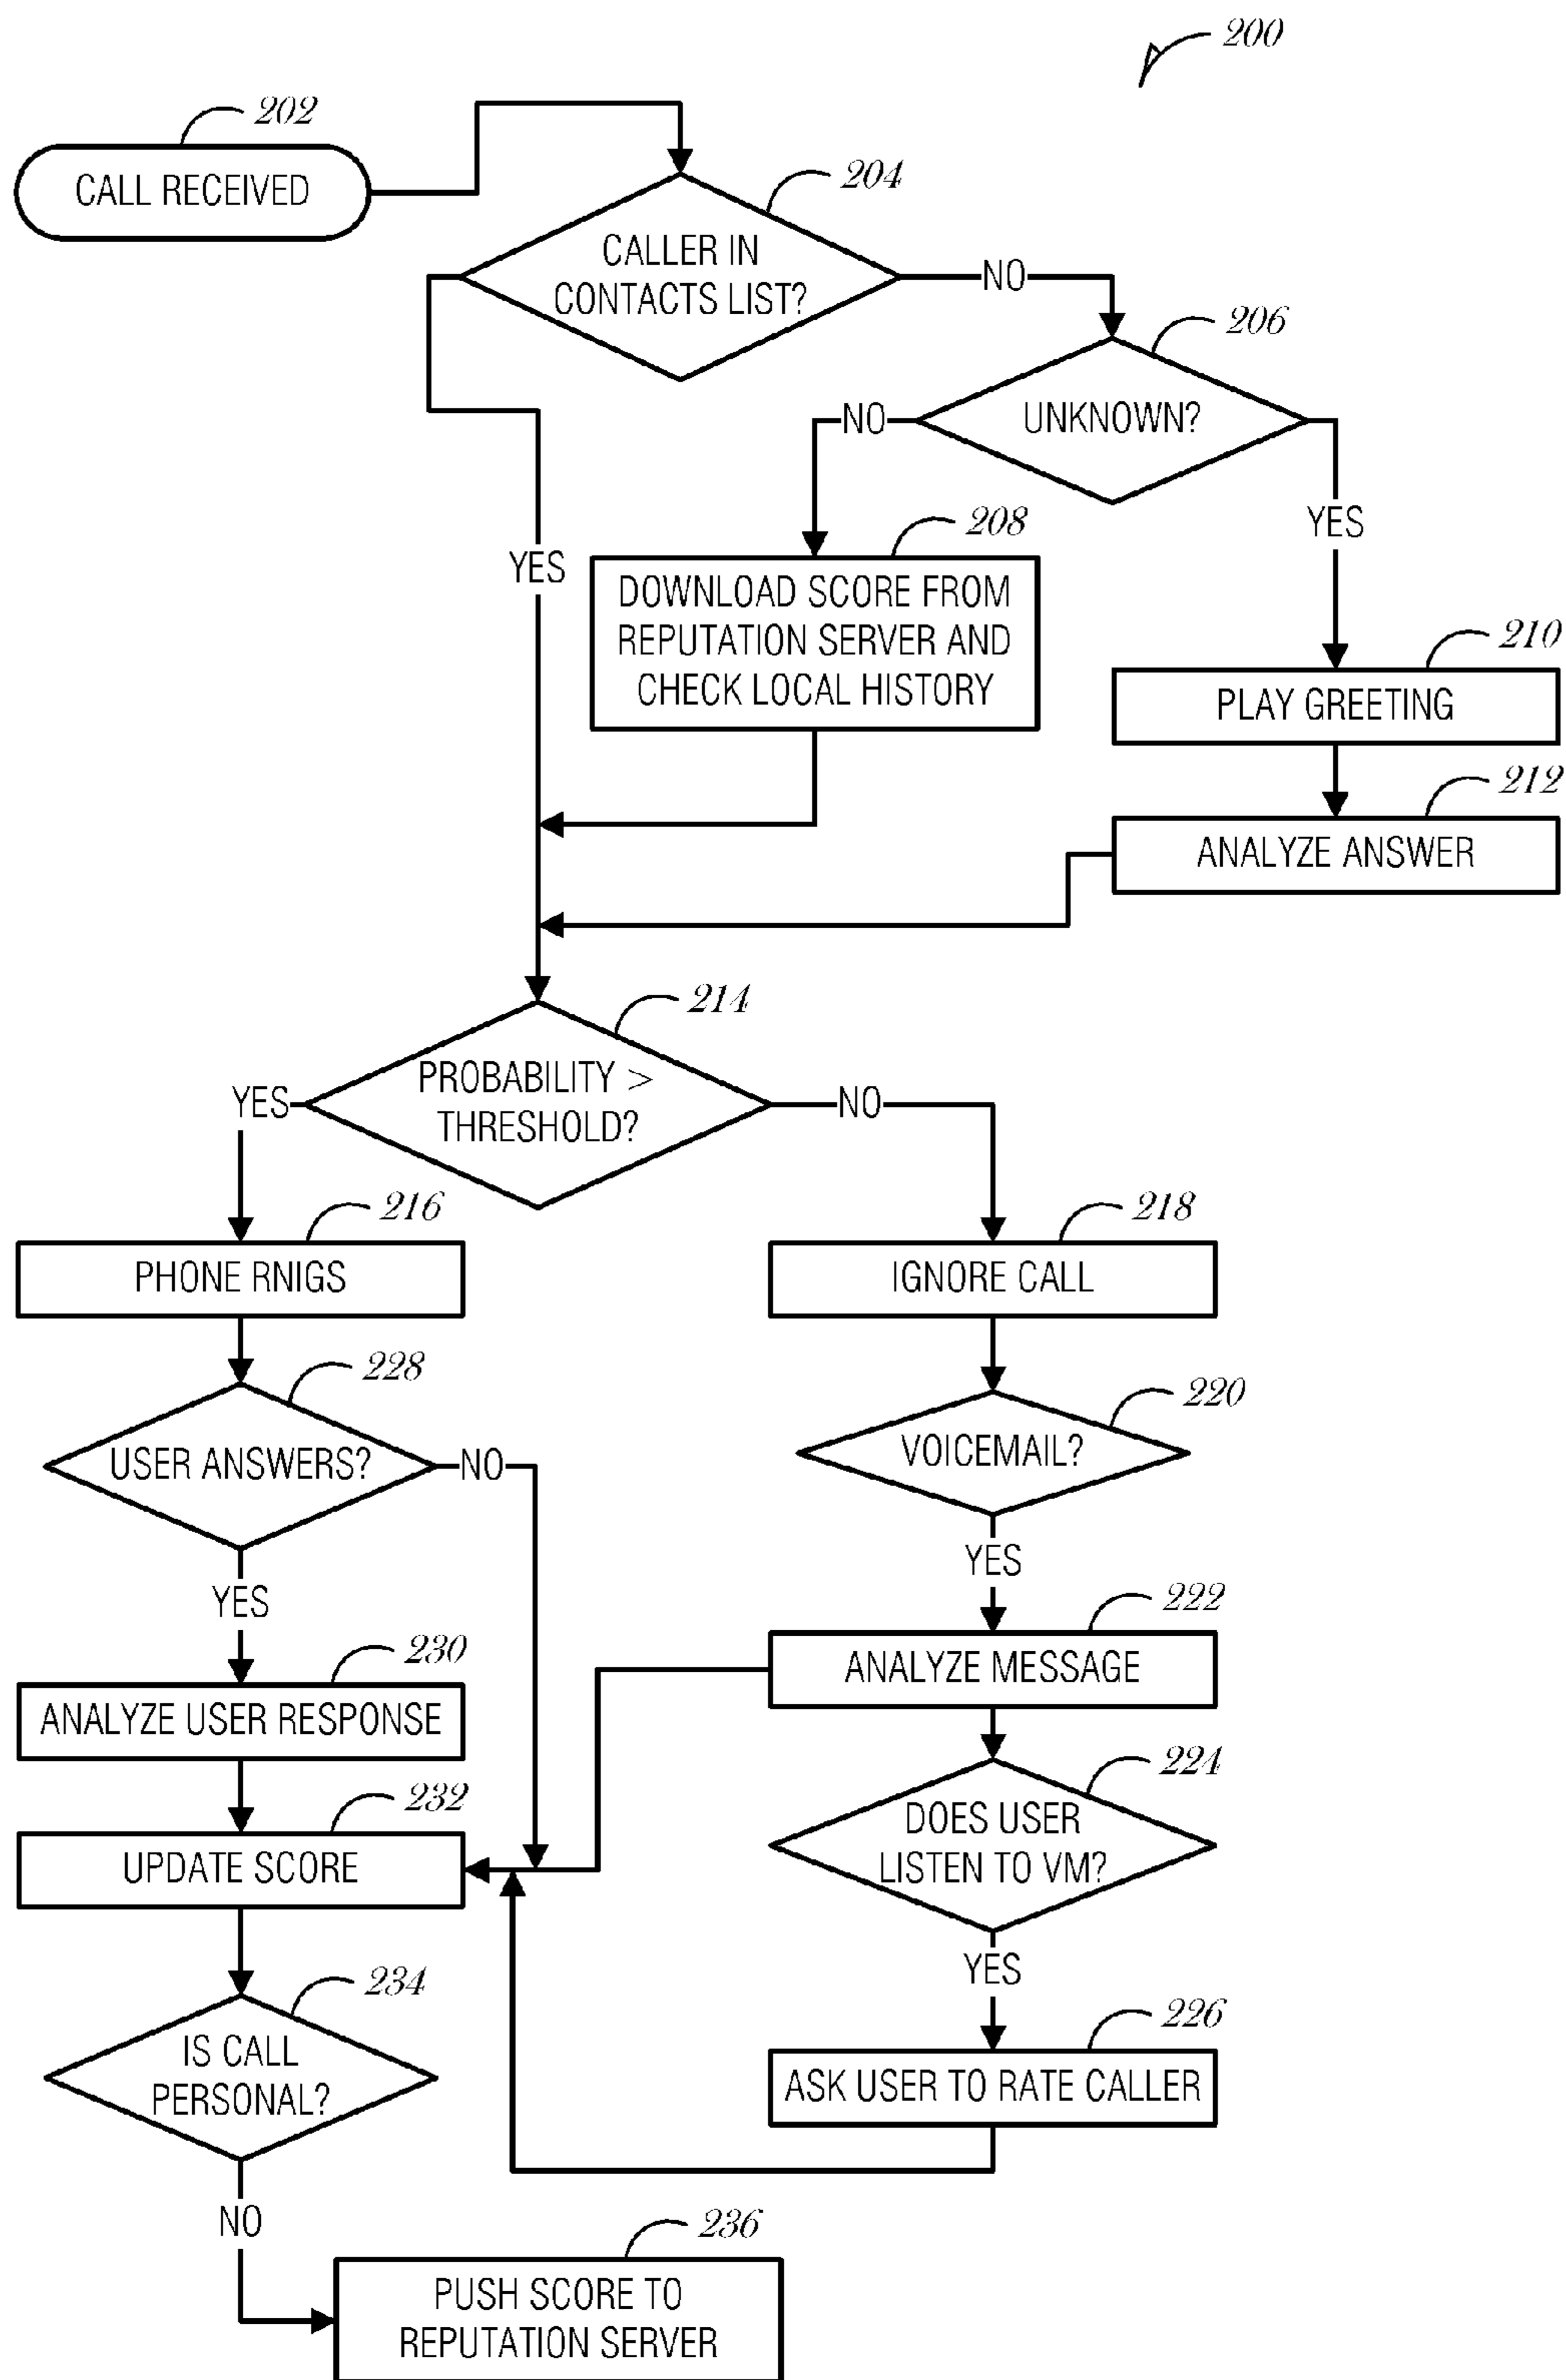 200
202
CALL RECEIVED
204
CALLER IN
CONTACTS LIST?
NO
206
UNKNOWN?
NO
YES
YES
208
DOWNLOAD SCORE FROM
REPUTATION SERVER AND
CHECK LOCAL HISTORY
210
PLAY GREETING
212
ANALYZE ANSWER
214
PROBABILITY >
THRESHOLD?
YES
NO
216
PHONE RNIGS
218
IGNORE CALL
228
USER ANSWERS?
NO
220
VOICEMAIL?
YES
YES
222
ANALYZE MESSAGE
230
ANALYZE USER RESPONSE
224
DOES USER
LISTEN TO VM?
232
UPDATE SCORE
YES
234
IS CALL
PERSONAL?
226
ASK USER TO RATE CALLER
NO
236
PUSH SCORE TO
REPUTATION SERVER